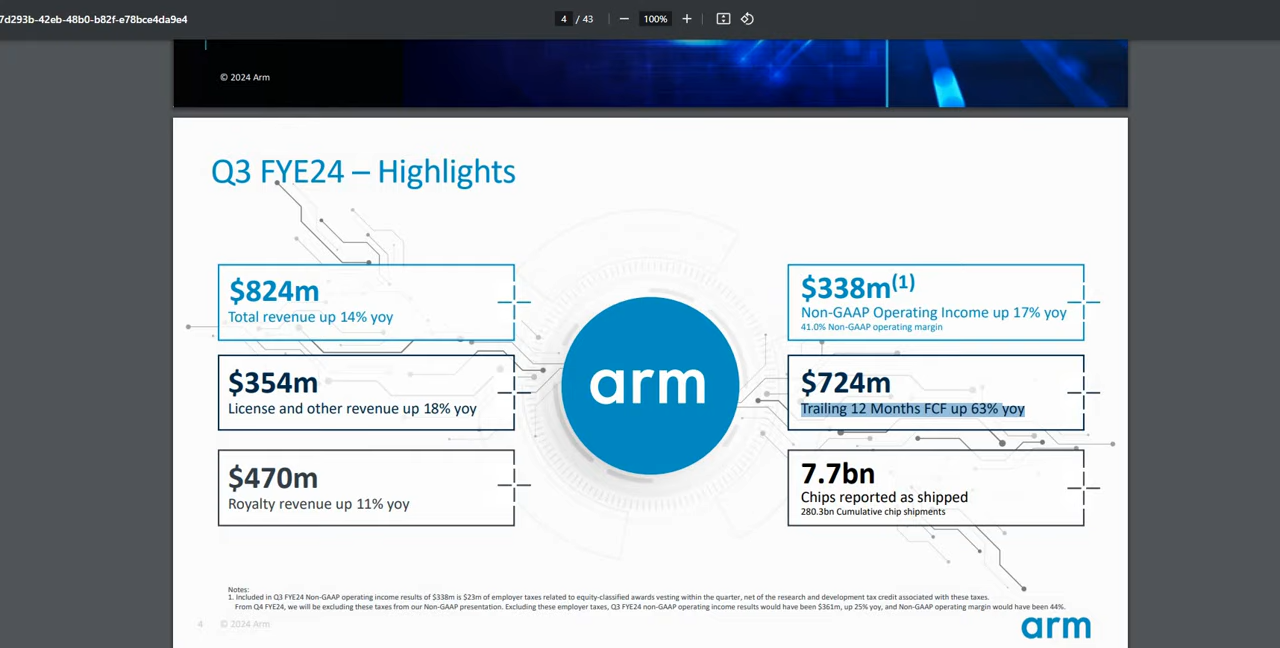 7d293b-42eb-48b0-b82f-e78bce4da9e4
4 / 43
100%
© 2024 Arm
Q3 FYE24 – Highlights
$824m
Total revenue up 14% yoy
$354m
License and other revenue up 18% yoy
$470m
Royalty revenue up 11% yoy
arm
$338m(1)
Non-GAAP Operating Income up 17% yoy
41.0% Non-GAAP operating margin
$724m
Trailing 12 Months FCF up 63% yoy
7.7bn
Chips reported as shipped
280.3bn Cumulative chip shipments
Notes:
1. Included in Q3 FYE24 Non-GAAP operating income results of $338m is $23m of employer taxes related to equity-classified awards vesting within the quarter, net of the research and development tax credit associated with these taxes.
From Q4 FYE24, we will be excluding these taxes from our Non-GAAP presentation. Excluding these employer taxes, Q3 FYE24 non-GAAP operating income results would have been $361m, up 25% yoy, and Non-GAAP operating margin would have been 44%.
4 © 2024 Arm
arm